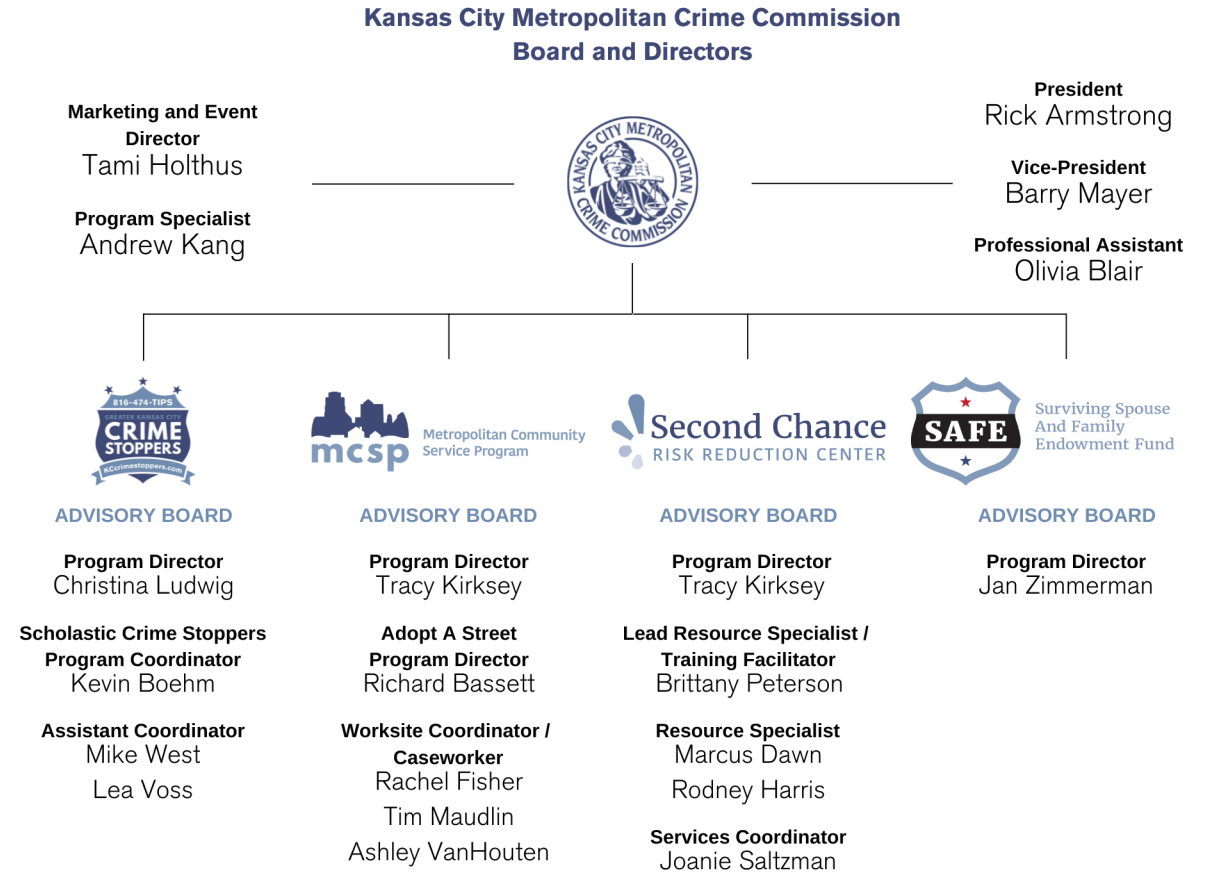 Kansas City Metropolitan Crime Commission
Board and Directors
Marketing and Event
Director
Tami Holthus
Program Specialist
Andrew Kang
KANSAS CITY METROPOLITAN
CRIME COMMISSION
President
Rick Armstrong
Vice-President
Barry Mayer
Professional Assistant
Olivia Blair
816-474-TIPS
GREATER KANSAS CITY
CRIME
STOPPERS
KCcrimestoppers.com
ADVISORY BOARD
Program Director
Christina Ludwig
Scholastic Crime Stoppers
Program Coordinator
Kevin Boehm
Assistant Coordinator
Mike West
Lea Voss
mcsp
Metropolitan Community
Service Program
ADVISORY BOARD
Program Director
Tracy Kirksey
Adopt A Street
Program Director
Richard Bassett
Worksite Coordinator /
Caseworker
Rachel Fisher
Tim Maudlin
Ashley VanHouten
Second Chance
RISK REDUCTION CENTER
ADVISORY BOARD
Program Director
Tracy Kirksey
Lead Resource Specialist /
Training Facilitator
Brittany Peterson
Resource Specialist
Marcus Dawn
Rodney Harris
Services Coordinator
Joanie Saltzman
SAFE
Surviving Spouse
And Family
Endowment Fund
ADVISORY BOARD
Program Director
Jan Zimmerman